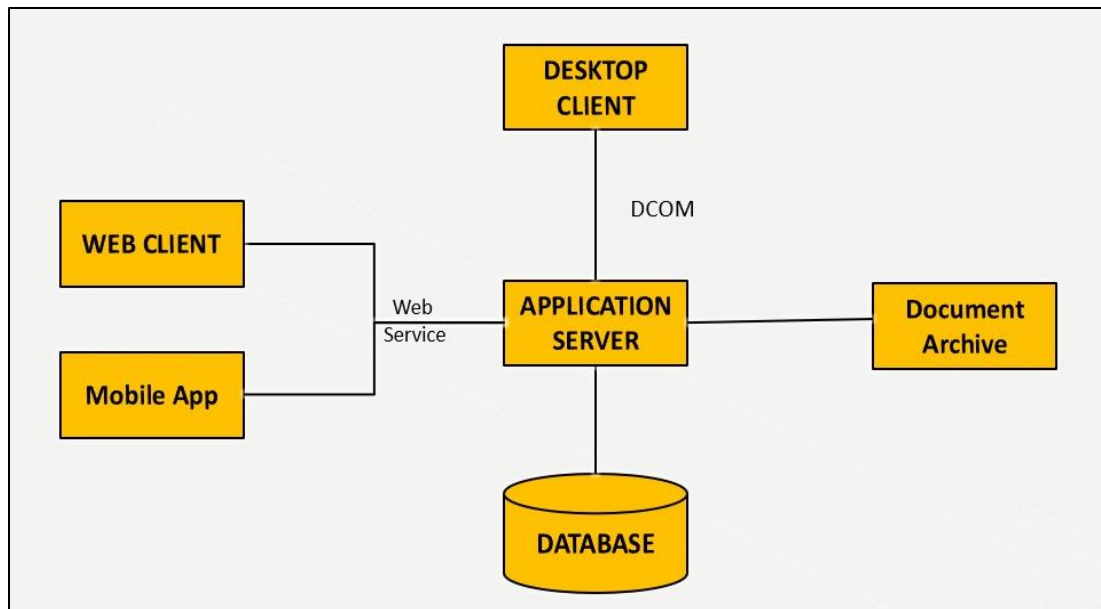 DESKTOP
CLIENT
DCOM
WEB CLIENT
Mobile App
Web
Service
APPLICATION
SERVER
Document
Archive
DATABASE